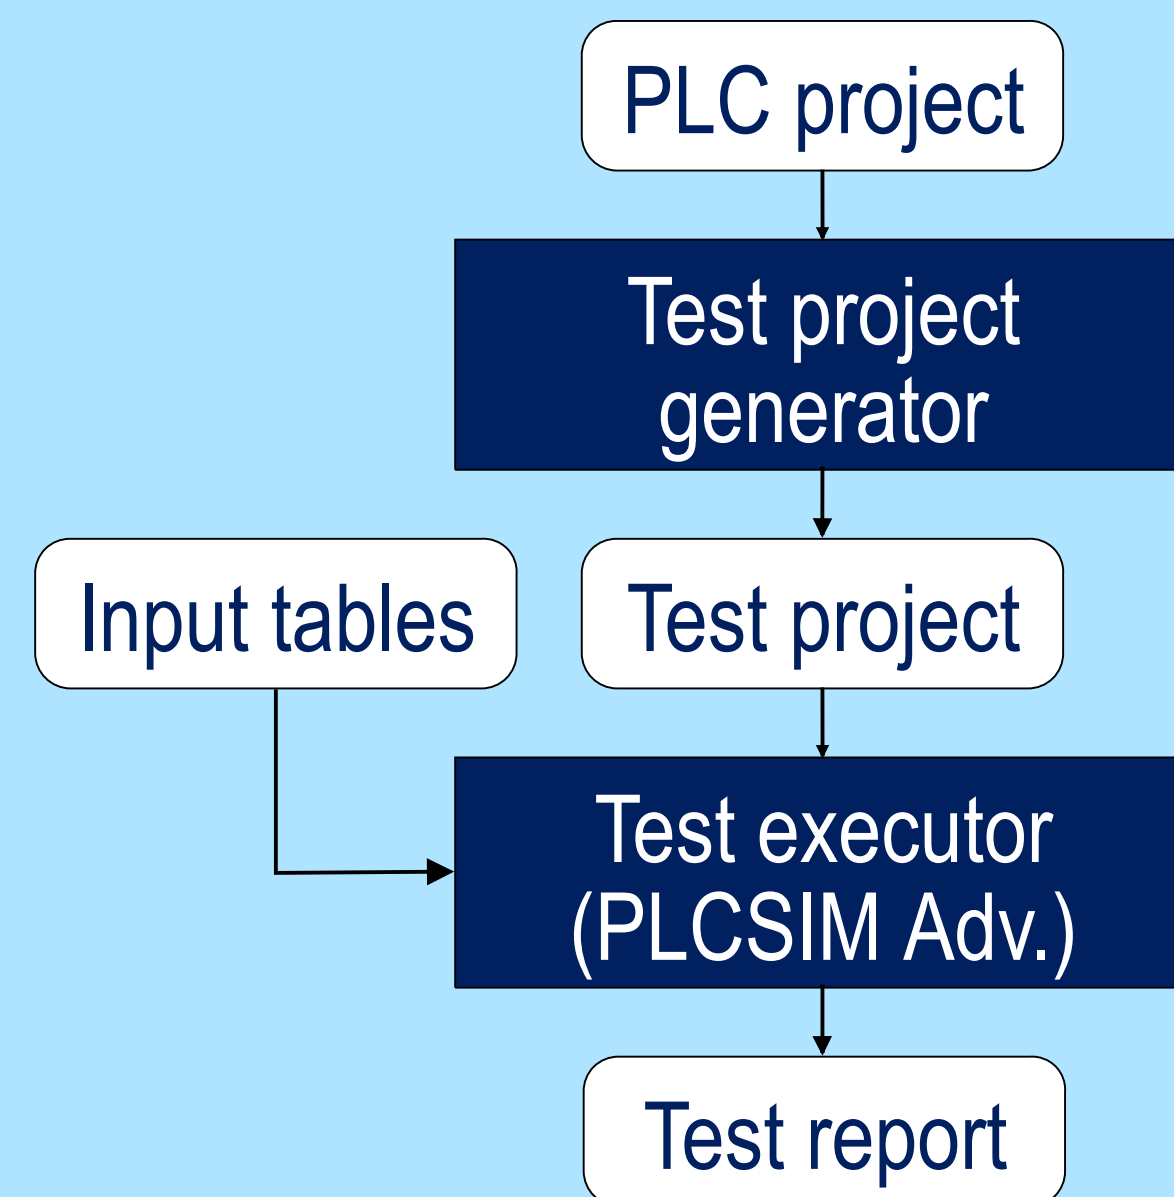 PLC project
Test project
generator
Input tables
Test project
Test executor
(PLCSIM Adv.)
Test report